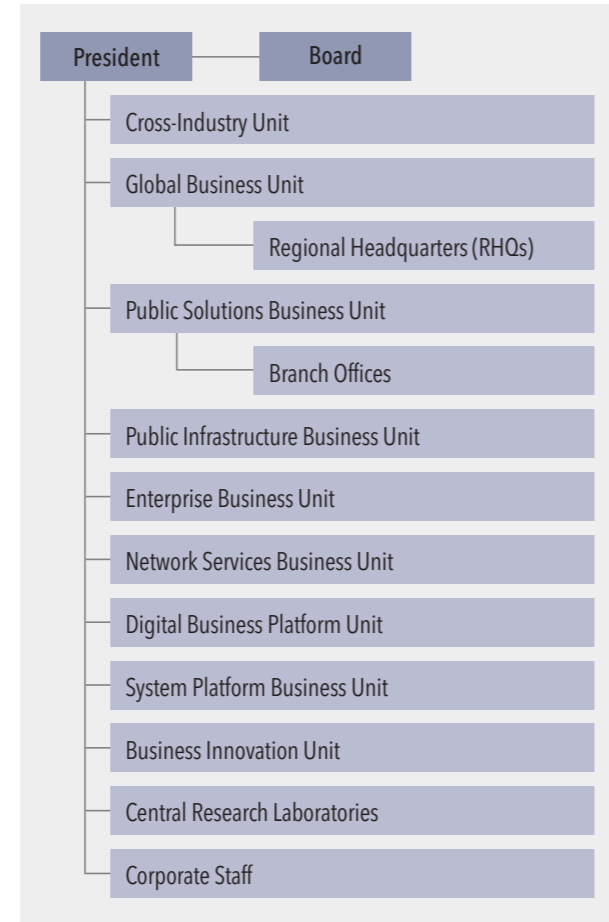 President
Board
Cross-Industry Unit
Global Business Unit
Regional Headquarters (RHQs)
Public Solutions Business Unit
Branch Offices
Public Infrastructure Business Unit
Enterprise Business Unit
Network Services Business Unit
Digital Business Platform Unit
System Platform Business Unit
Business Innovation Unit
Central Research Laboratories
Corporate Staff